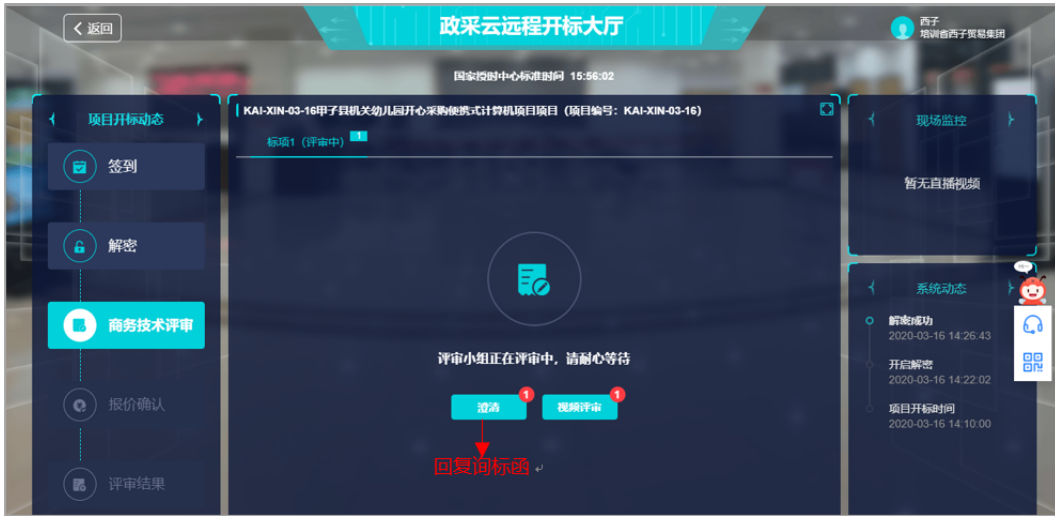 返回
政采云远程开标大厅
西子
培训省西子贸易集团
国家授时中心标准时间 15:56:02
项目开标动态
签到
解密
商务技术评审
报价确认
评审结果
KAI-XIN-03-16甲子县机关幼儿园开心采购便携式计算机项目项目（项目编号：KAI-XIN-03-16）
标项1（评审中） 1
评审小组正在评审中，请耐心等待
澄清 1 视频评审 1
回复询标函
现场监控
暂无直播视频
系统动态
解密成功
2020-03-16 14:26:43
开启解密
2020-03-16 14:22:02
项目开标时间
2020-03-16 14:10:00